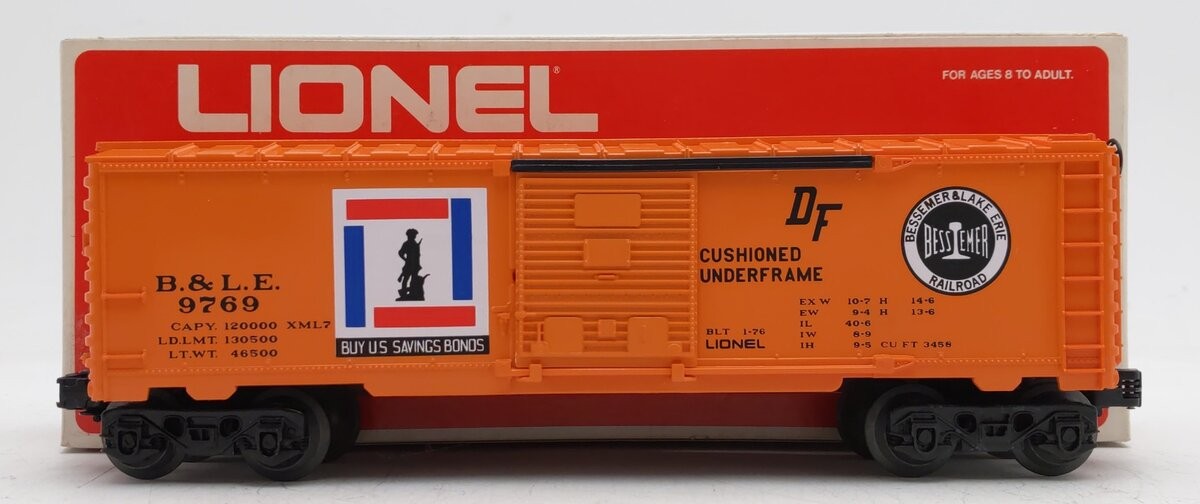 LIONEL®
FOR AGES 8 TO ADULT.
B.& L.E.
9769
CAPY. 120000 XML7
LD.LMT. 130500
LT.WT. 46500
BUY US SAVINGS BONDS
DF
CUSHIONED
UNDERFRAME
EX W 10-7 H 14-6
EW 9-4 H 13-6
IL 40-6
BLT 1-76 IW 8-9
LIONEL IH 9-5 CU FT 3458
BESSEMER & LAKE ERIE
BESSEMER
RAILROAD